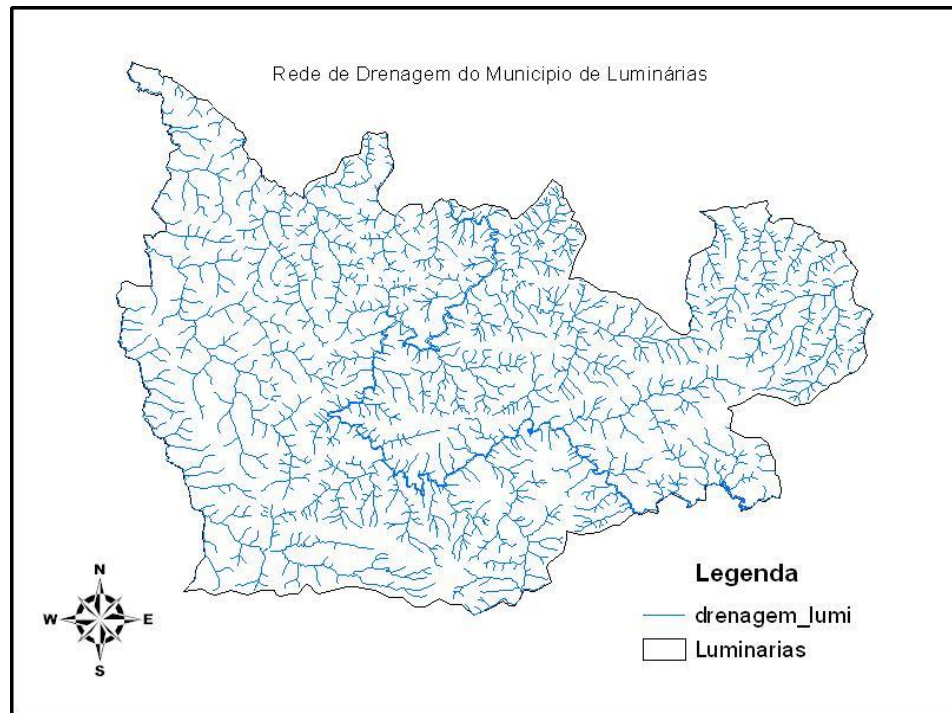 Rede de Drenagem do Municipio de Luminárias
N
W E
S
Legenda
drenagem_lumi
Luminarias